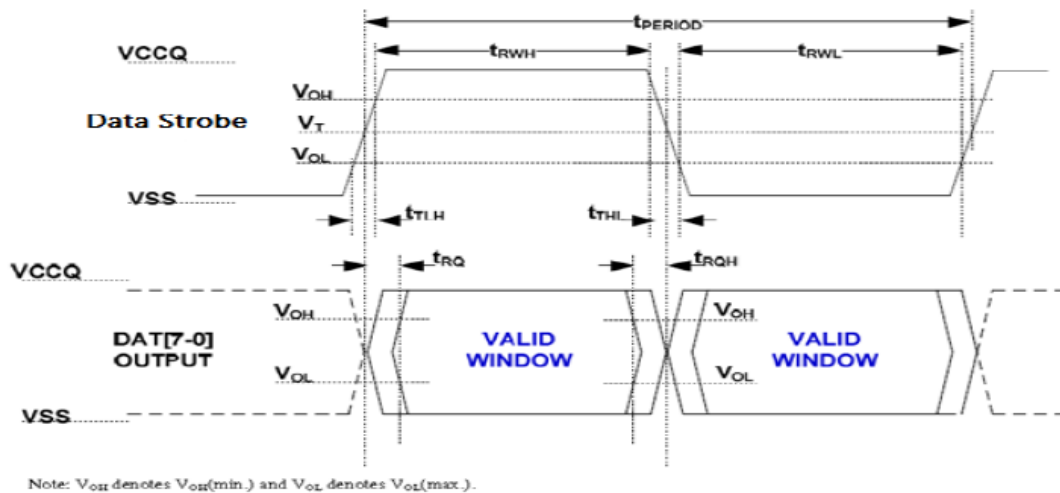 tPERIOD
VCCQ
tRWH
tRWL
VOH
Data Strobe
VT
VOL
VSS
tTLH
tTHL
VCCQ
tRQ
tRQH
VOH
VOH
DAT[7-0]
OUTPUT
VALID
WINDOW
VALID
WINDOW
VOL
VOL
VSS
Note: VOH denotes VOH(min.) and VOL denotes VOL(max.).